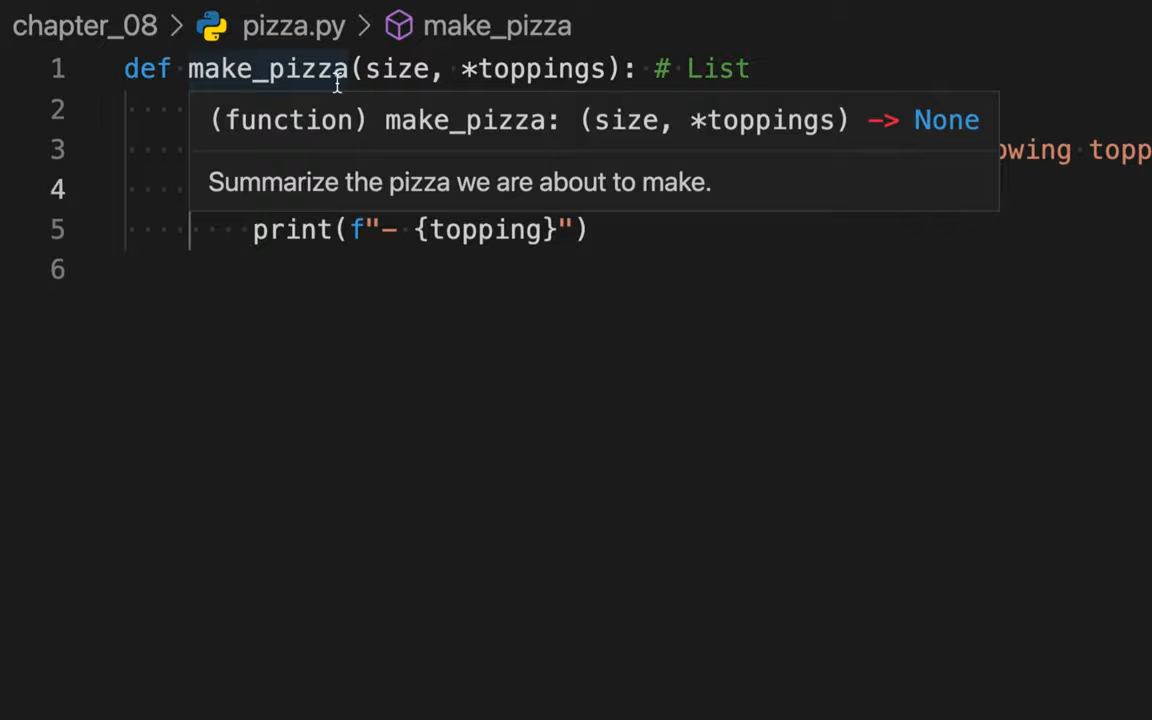 chapter_08 > pizza.py > make_pizza
1 def make_pizza(size, *toppings): # List
2
(function) make_pizza: (size, *toppings) -> None
3 owing topp
Summarize the pizza we are about to make.
4
5 print(f"- {topping}")
6